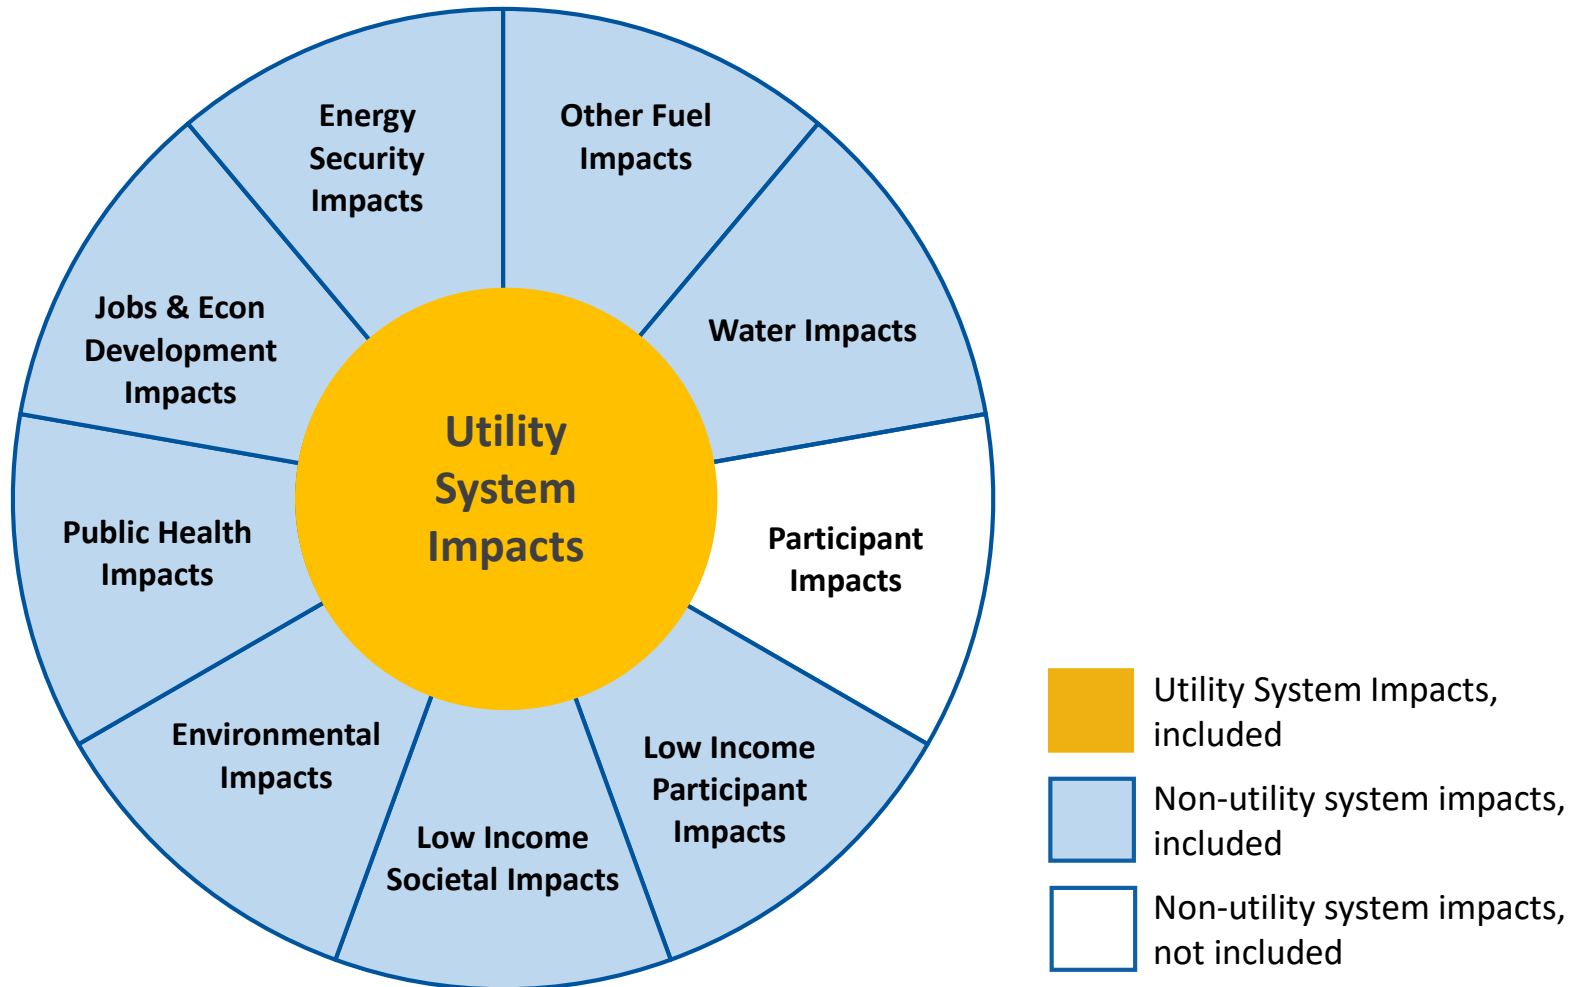 Energy
Security
Impacts
Other Fuel
Impacts
Water Impacts
Jobs & Econ
Development
Impacts
Utility
System
Impacts
Public Health
Impacts
Participant
Impacts
Environmental
Impacts
Low Income
Participant
Impacts
Low Income
Societal Impacts
Utility System Impacts,
included
Non-utility system impacts,
included
Non-utility system impacts,
not included